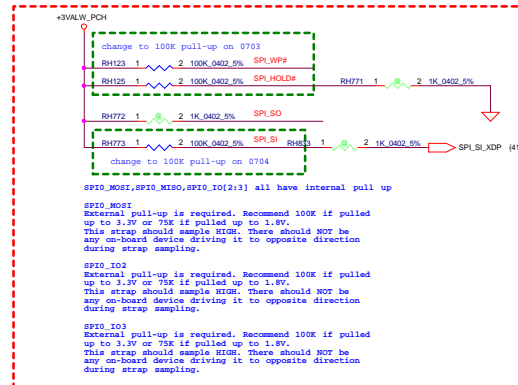 +3VALW_PCH
change to 100K pull-up on 0703
RH123 1 2 100K_0402_5% SPI_WP#
RH125 1 2 100K_0402_5% SPI_HOLD# RH771 1 @ 2 1K_0402_5%
RH772 1 @ 2 1K_0402_5% SPI_SO
RH773 1 2 100K_0402_5% SPI_SI RH833 1 @ 2 1K_0402_5% SPI_SI_XDP (41
change to 100K pull-up on 0704
SPI0_MOSI,SPI0_MISO,SPI0_IO[2:3] all have internal pull up
SPI0_MOSI
External pull-up is required. Recommend 100K if pulled
up to 3.3V or 75K if pulled up to 1.8V.
This strap should sample HIGH. There should NOT be
any on-board device driving it to opposite direction
during strap sampling.
SPI0_IO2
External pull-up is required. Recommend 100K if pulled
up to 3.3V or 75K if pulled up to 1.8V.
This strap should sample HIGH. There should NOT be
any on-board device driving it to opposite direction
during strap sampling.
SPI0_IO3
External pull-up is required. Recommend 100K if pulled
up to 3.3V or 75K if pulled up to 1.8V.
This strap should sample HIGH. There should NOT be
any on-board device driving it to opposite direction
during strap sampling.